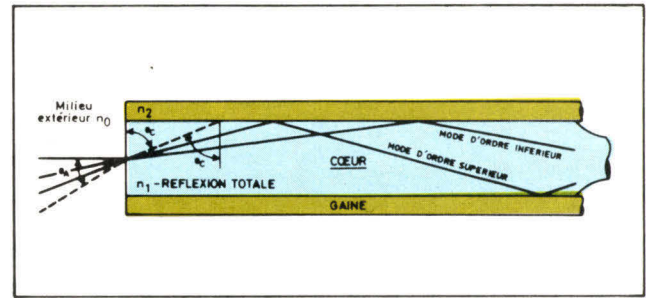 Milieu
extérieur n0
n2
θC
θC
θA
MODE D'ORDRE INFERIEUR
MODE D'ORDRE SUPERIEUR
CŒUR
n1 - REFLEXION TOTALE
GAINE